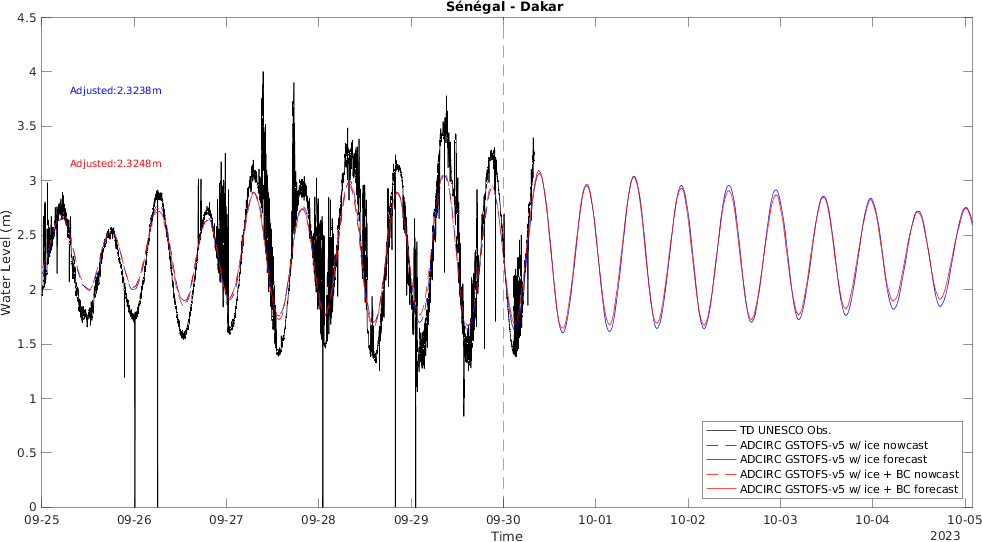 Sénégal - Dakar
4.5
4
3.5
3
2.5
2
1.5
1
0.5
0
Water Level (m)
Adjusted:2.3238m
Adjusted:2.3248m
TD UNESCO Obs.
ADCIRC GSTOFS-v5 w/ ice nowcast
ADCIRC GSTOFS-v5 w/ ice forecast
ADCIRC GSTOFS-v5 w/ ice + BC nowcast
ADCIRC GSTOFS-v5 w/ ice + BC forecast
09-25 09-26 09-27 09-28 09-29 09-30 10-01 10-02 10-03 10-04 10-05
Time
2023